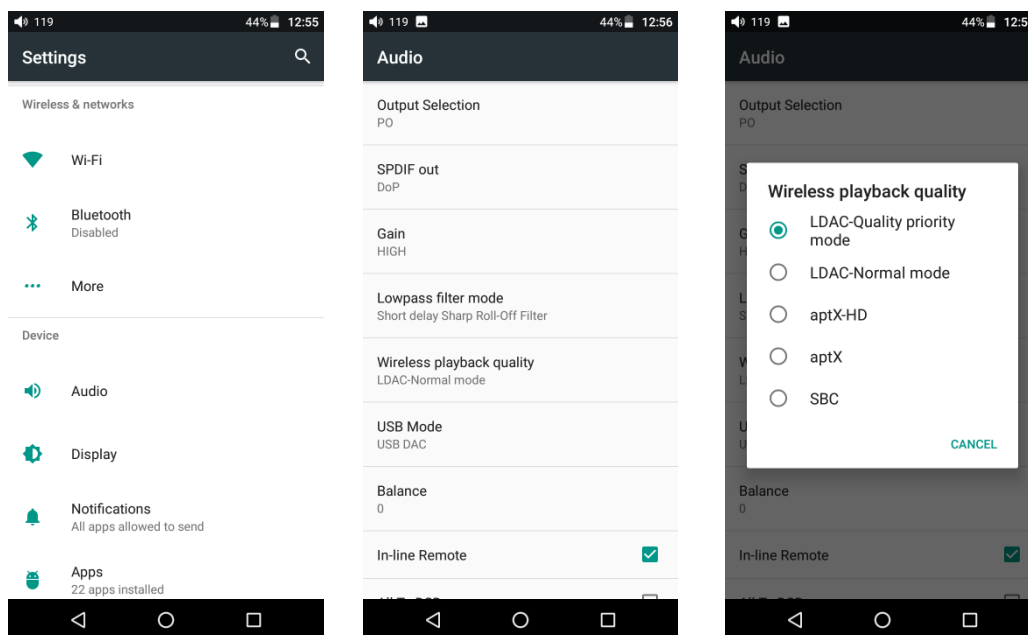 119 44% 12:55
Settings
Wireless & networks
Wi-Fi
Bluetooth
Disabled
More
Device
Audio
Display
Notifications
All apps allowed to send
Apps
22 apps installed
119 44% 12:56
Audio
Output Selection
PO
SPDIF out
DoP
Gain
HIGH
Lowpass filter mode
Short delay Sharp Roll-Off Filter
Wireless playback quality
LDAC-Normal mode
USB Mode
USB DAC
Balance
0
In-line Remote
119 44% 12:5
Audio
Output Selection
PO
Wireless playback quality
LDAC-Quality priority
mode
LDAC-Normal mode
aptX-HD
aptX
SBC
CANCEL
Balance
0
In-line Remote